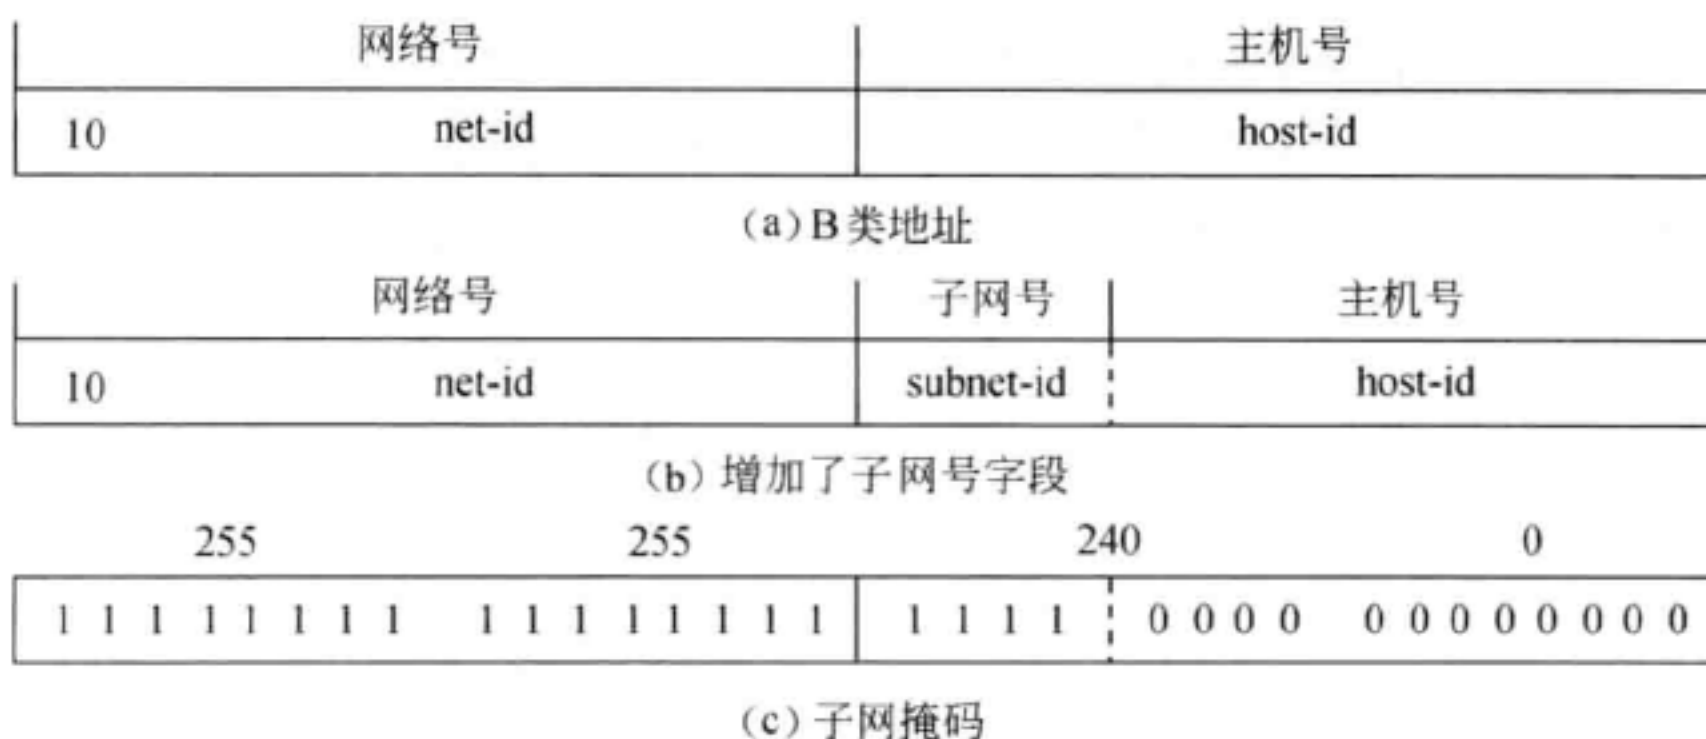 网络号 主机号
10 net-id host-id
(a)B类地址
网络号 子网号 主机号
10 net-id subnet-id host-id
(b)增加了子网号字段
255 255 240 0
1 1 1 1 1 1 1 1 1 1 1 1 1 1 1 1 1 1 1 1 0 0 0 0 0 0 0 0 0 0 0 0
(c)子网掩码